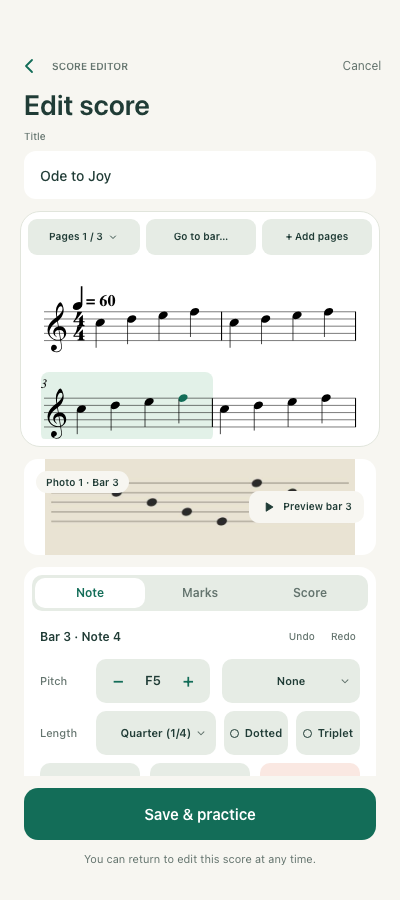 SCORE EDITOR
Cancel
Edit score
Title
Ode to Joy
Pages 1 / 3
Go to bar...
+ Add pages
= 60
4
4
3
Photo 1 · Bar 3
Preview bar 3
Note
Marks
Score
Bar 3 · Note 4
Undo
Redo
Pitch
− F5 +
None
Length
Quarter (1/4)
Dotted
Triplet
Save & practice
You can return to edit this score at any time.